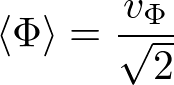 ⟨Φ⟩ = v_Φ / √2